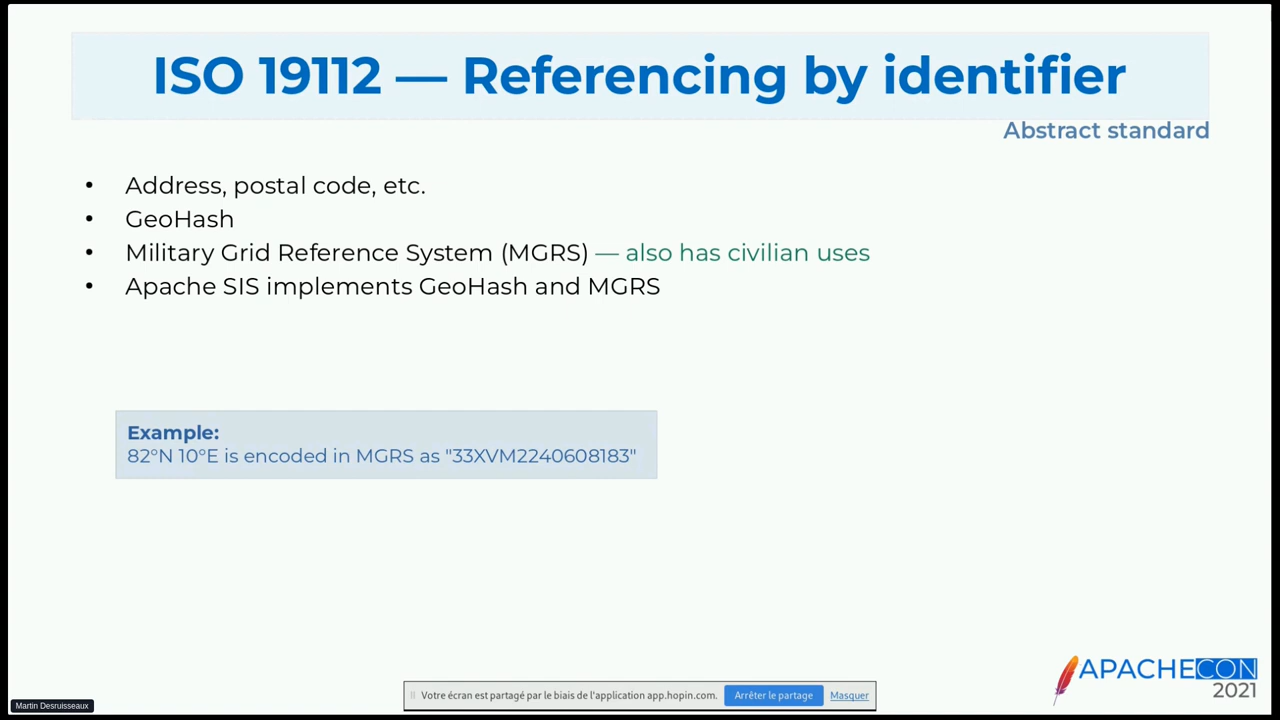 ISO 19112 — Referencing by identifier
Abstract standard
• Address, postal code, etc.
• GeoHash
• Military Grid Reference System (MGRS) — also has civilian uses
• Apache SIS implements GeoHash and MGRS
Example:
82°N 10°E is encoded in MGRS as "33XVM2240608183"
APACHECON
2021
Votre écran est partagé par le biais de l'application app.hopin.com. Arrêter le partage Masquer
Martin Desruisseaux